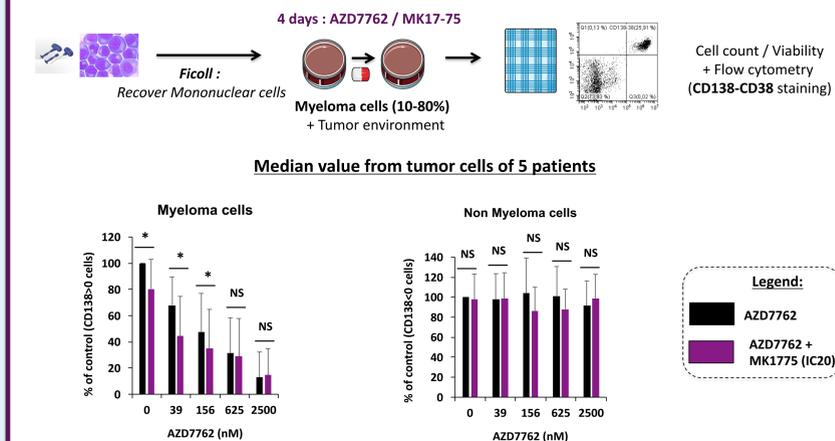 4 days : AZD7762 / MK17-75
Ficoll :
Recover Mononuclear cells
Myeloma cells (10-80%)
+ Tumor environment
Cell count / Viability
+ Flow cytometry
(CD138-CD38 staining)
Median value from tumor cells of 5 patients
Myeloma cells
% of control (CD138>0 cells)
120
100
80
60
40
20
0
* * * NS NS
0 39 156 625 2500
AZD7762 (nM)
Non Myeloma cells
% of control (CD138<0 cells)
140
120
100
80
60
40
20
0
NS NS NS NS NS
0 39 156 625 2500
AZD7762 (nM)
Legend:
AZD7762
AZD7762 +
MK1775 (IC20)